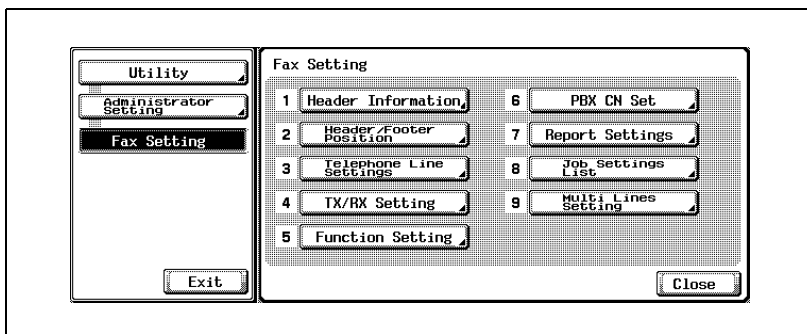 Utility
Administrator
Setting
Fax Setting
Exit
Fax Setting
1 Header Information
2 Header/Footer
Position
3 Telephone Line
Settings
4 TX/RX Setting
5 Function Setting
6 PBX CN Set
7 Report Settings
8 Job Settings
List
9 Multi Lines
Setting
Close